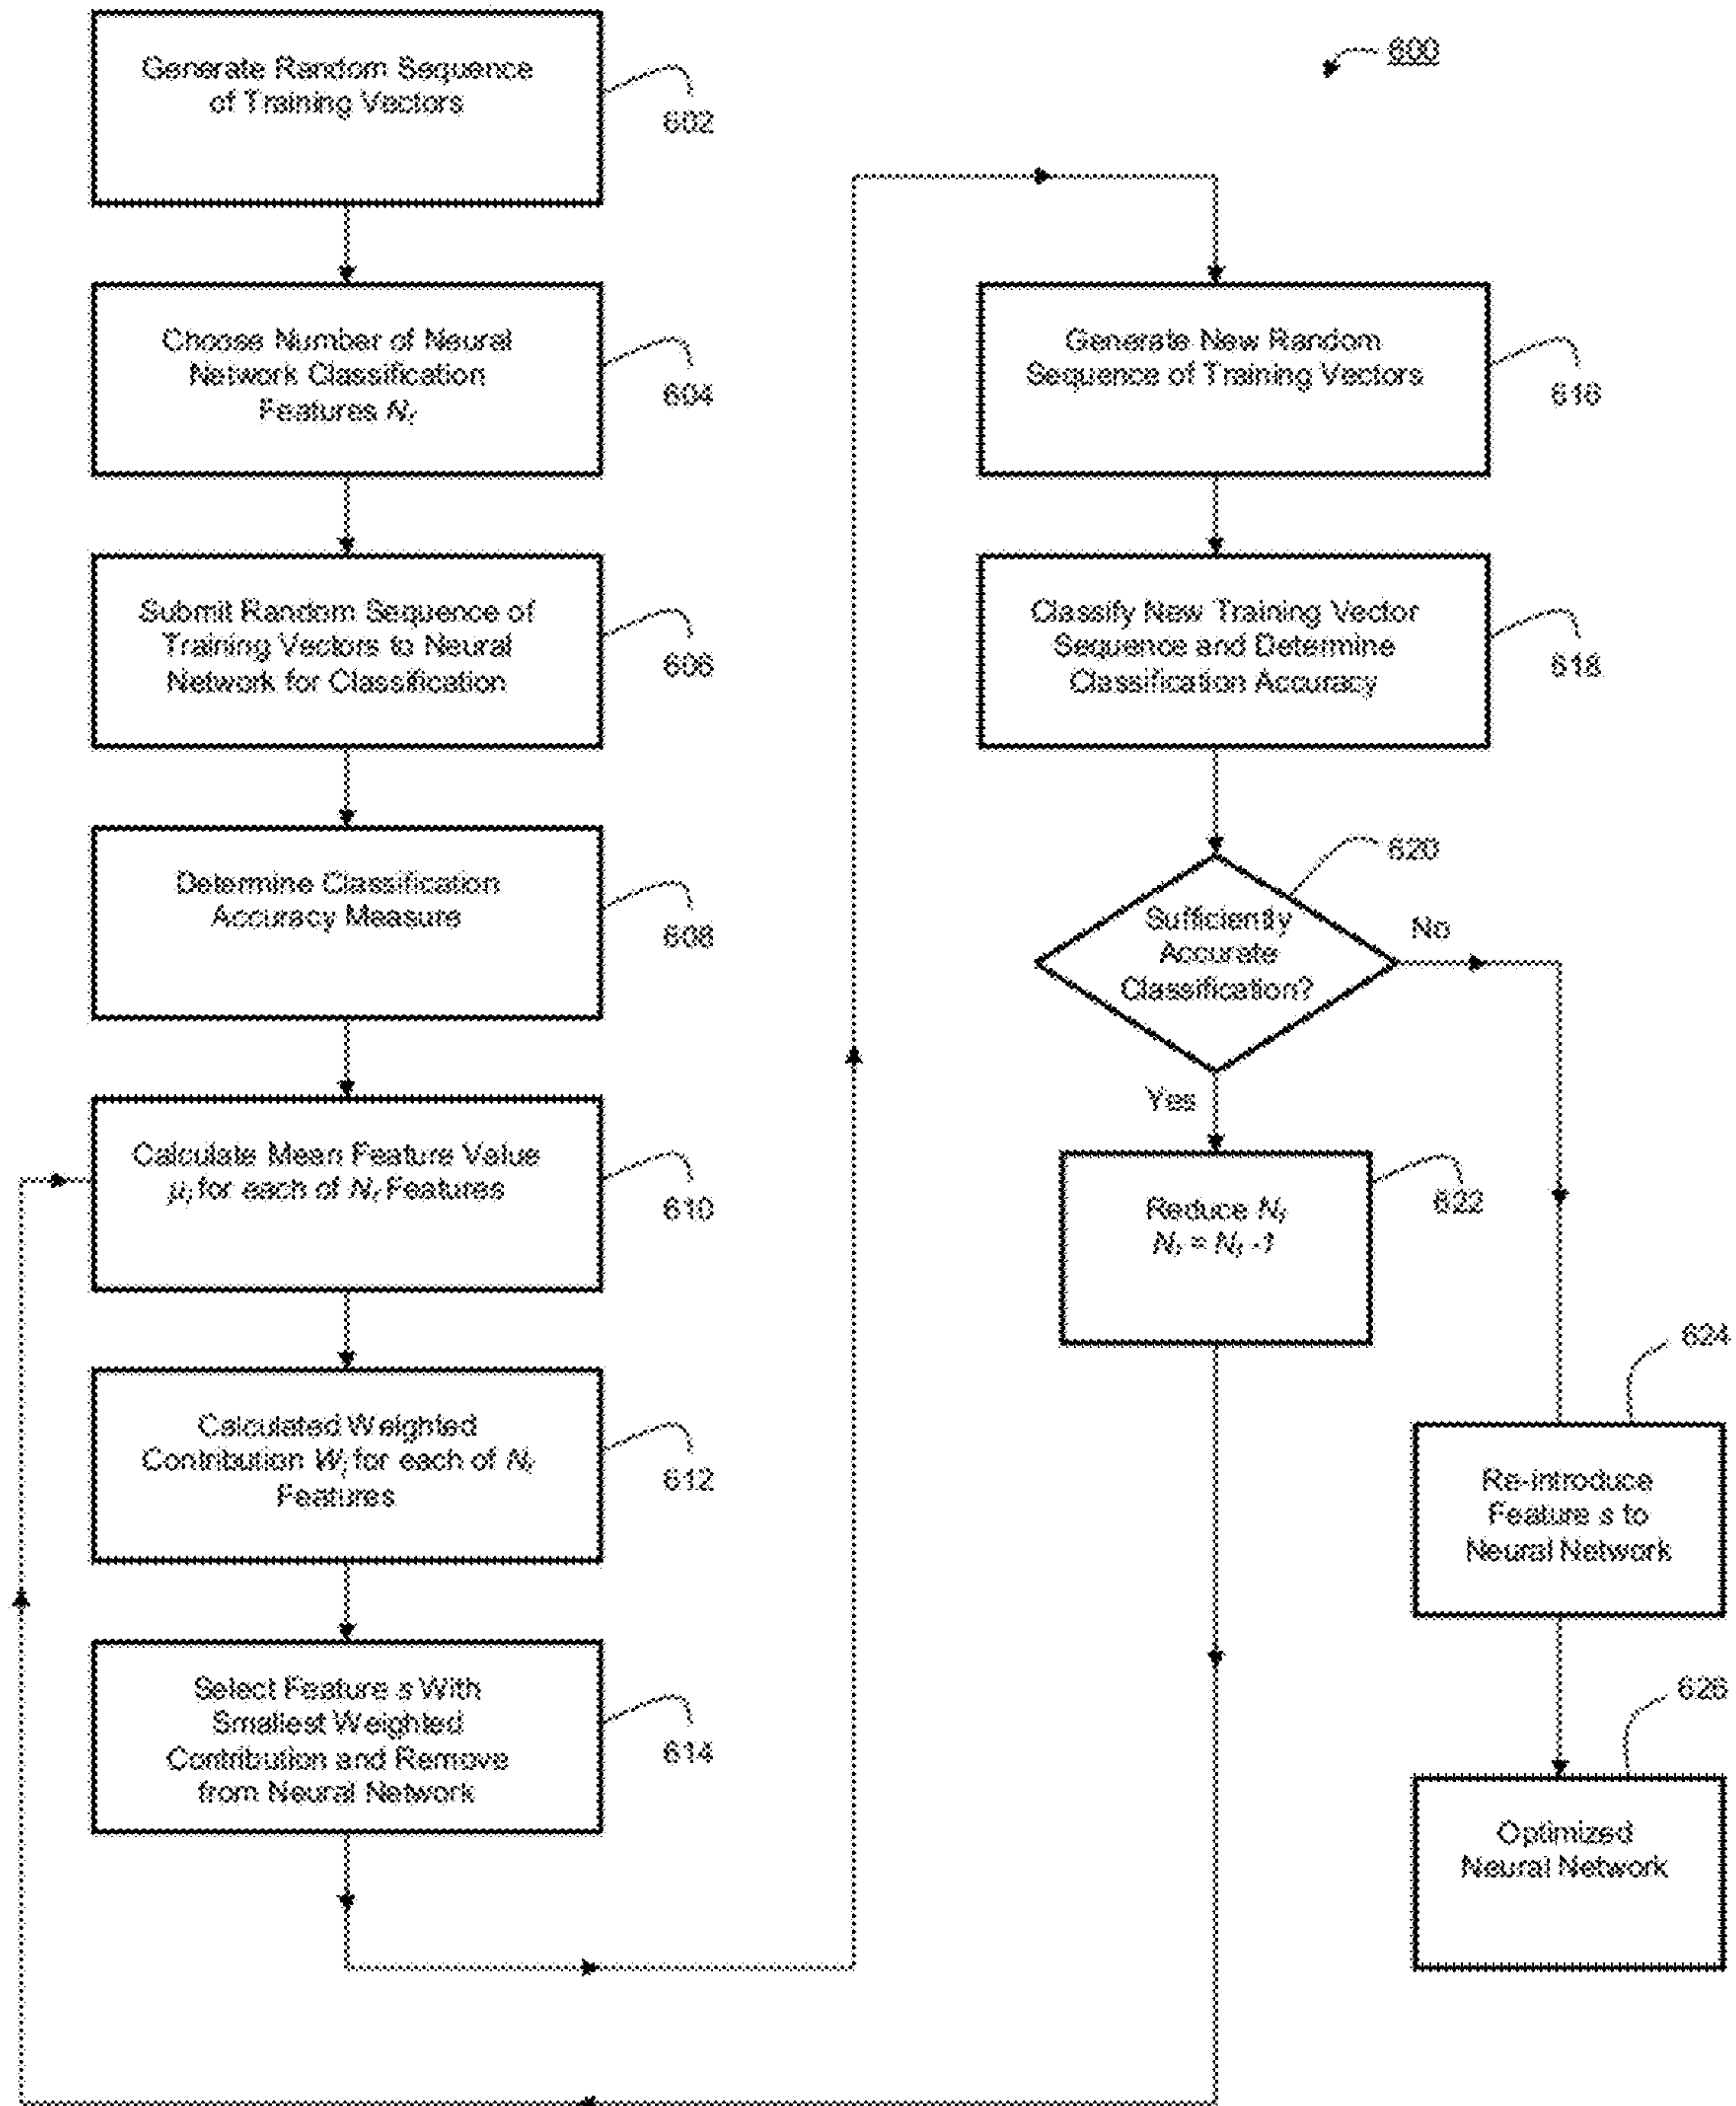 Generate Random Sequence
of Training Vectors
602
Choose Number of Neural
Network Classification
Features Nf
604
Submit Random Sequence of
Training Vectors to Neural
Network for Classification
606
Determine Classification
Accuracy Measure
608
Calculate Mean Feature Value
μj for each of Nf Features
610
Calculated Weighted
Contribution Wj for each of Nf
Features
612
Select Feature s With
Smallest Weighted
Contribution and Remove
from Neural Network
614
600
Generate New Random
Sequence of Training Vectors
616
Classify New Training Vector
Sequence and Determine
Classification Accuracy
618
620
Sufficiently
Accurate
Classification?
No
Yes
Reduce Nf
Nf = Nf -1
622
624
Re-introduce
Feature s to
Neural Network
626
Optimized
Neural Network